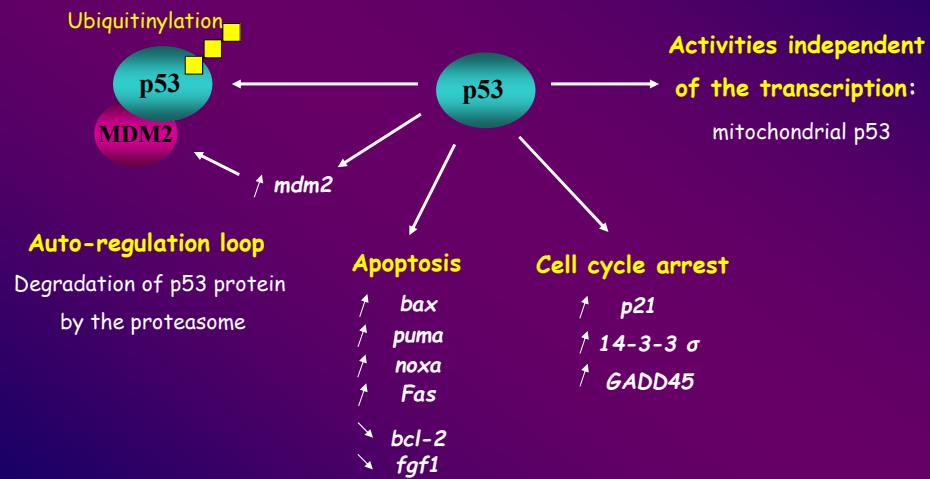 Ubiquitinylation
p53
MDM2
p53
Activities independent
of the transcription:
mitochondrial p53
↗ mdm2
Auto-regulation loop
Degradation of p53 protein
by the proteasome
Apoptosis
↗ bax
↗ puma
↗ noxa
↗ Fas
↘ bcl-2
↘ fgf1
Cell cycle arrest
↗ p21
↗ 14-3-3 σ
↗ GADD45